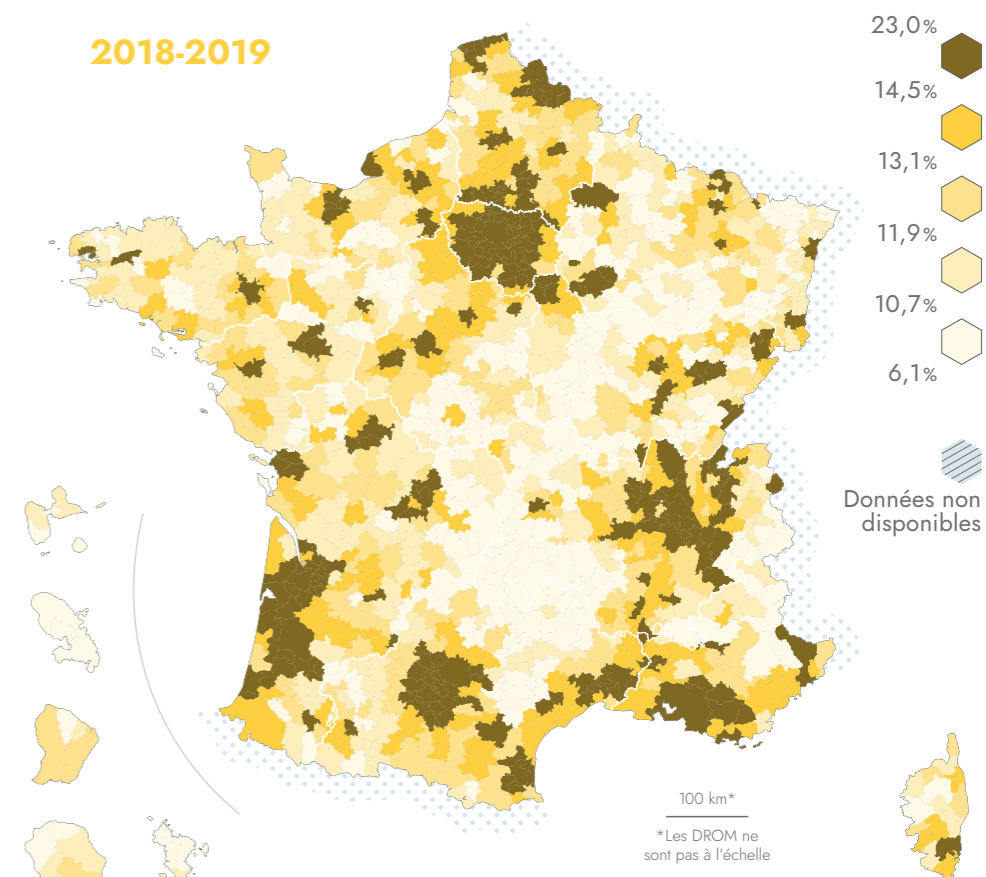 2018-2019
23,0%
14,5%
13,1%
11,9%
10,7%
6,1%
Données non
disponibles
100 km*
*Les DROM ne
sont pas à l'échelle